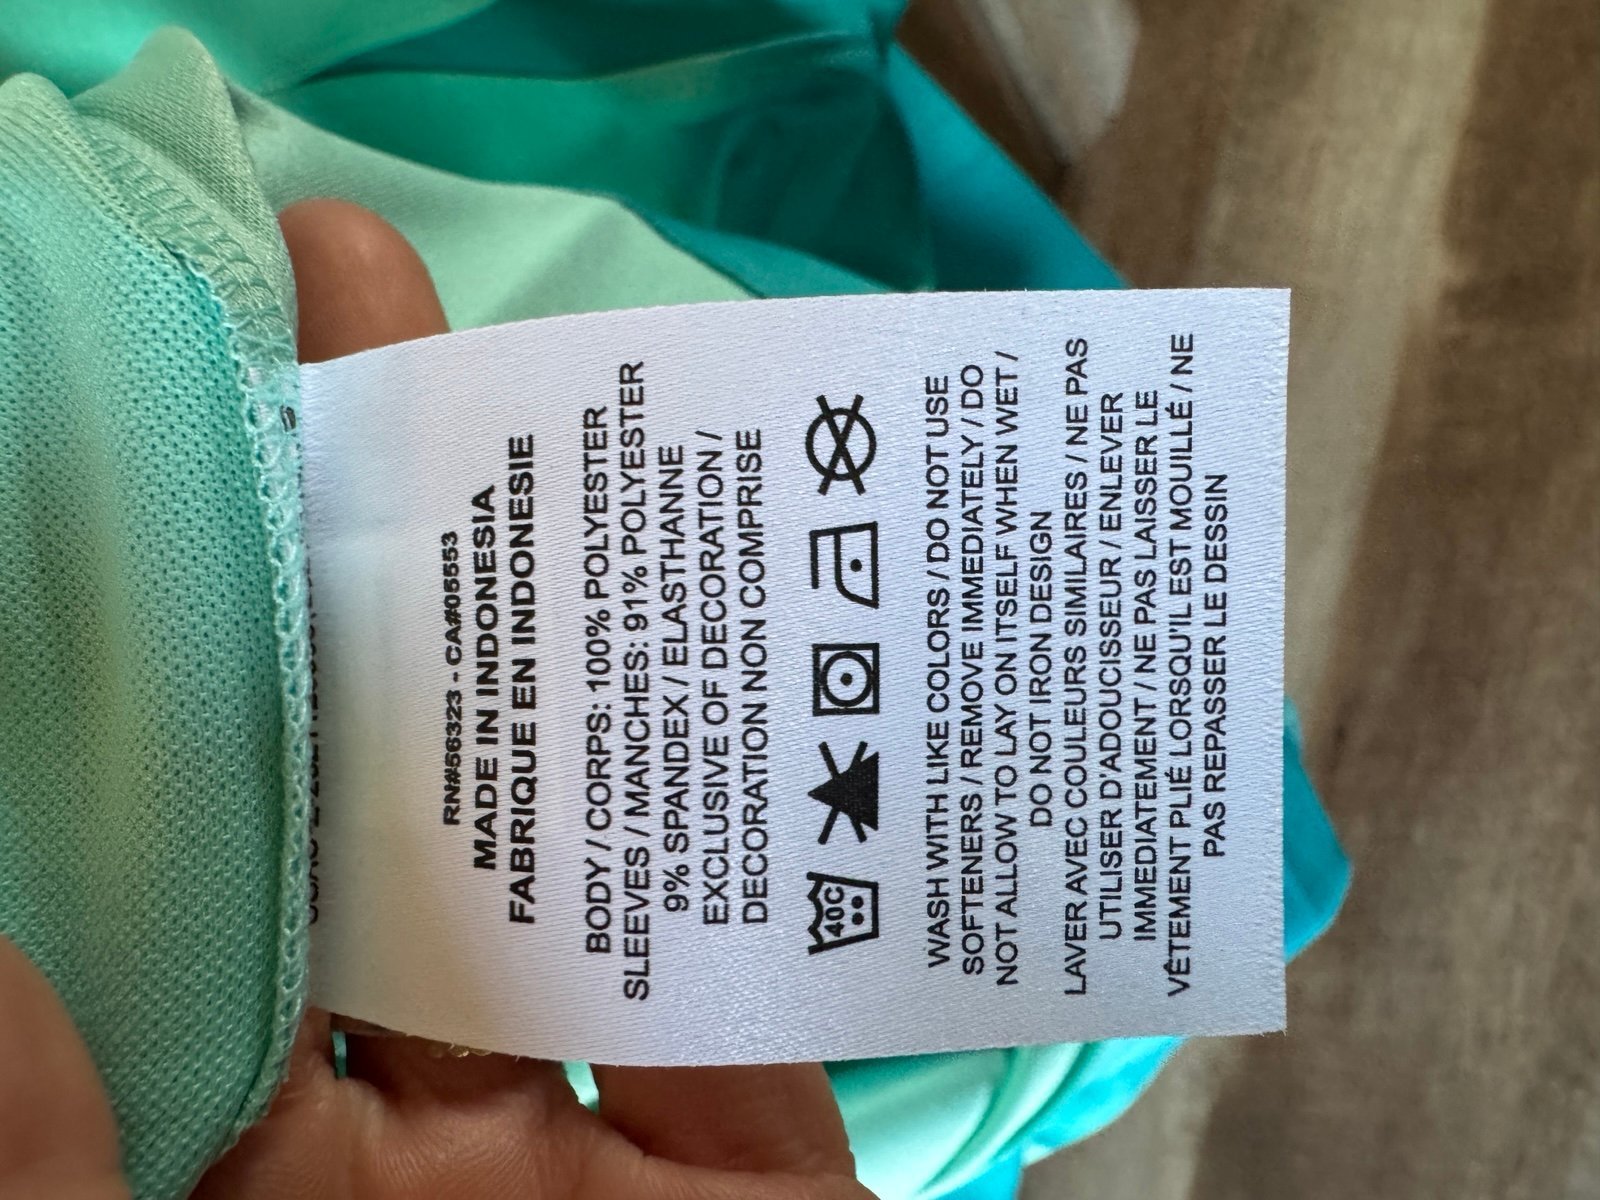 RN#56323 - CA#05553
MADE IN INDONESIA
FABRIQUE EN INDONESIE
BODY / CORPS: 100% POLYESTER
SLEEVES / MANCHES: 91% POLYESTER
9% SPANDEX / ELASTHANNE
EXCLUSIVE OF DECORATION /
DECORATION NON COMPRISE
40C
WASH WITH LIKE COLORS / DO NOT USE
SOFTENERS / REMOVE IMMEDIATELY / DO
NOT ALLOW TO LAY ON ITSELF WHEN WET /
DO NOT IRON DESIGN
LAVER AVEC COULEURS SIMILAIRES / NE PAS
UTILISER D'ADOUCISSEUR / ENLEVER
IMMEDIATEMENT / NE PAS LAISSER LE
VÊTEMENT PLIÉ LORSQU'IL EST MOUILLÉ / NE
PAS REPASSER LE DESSIN